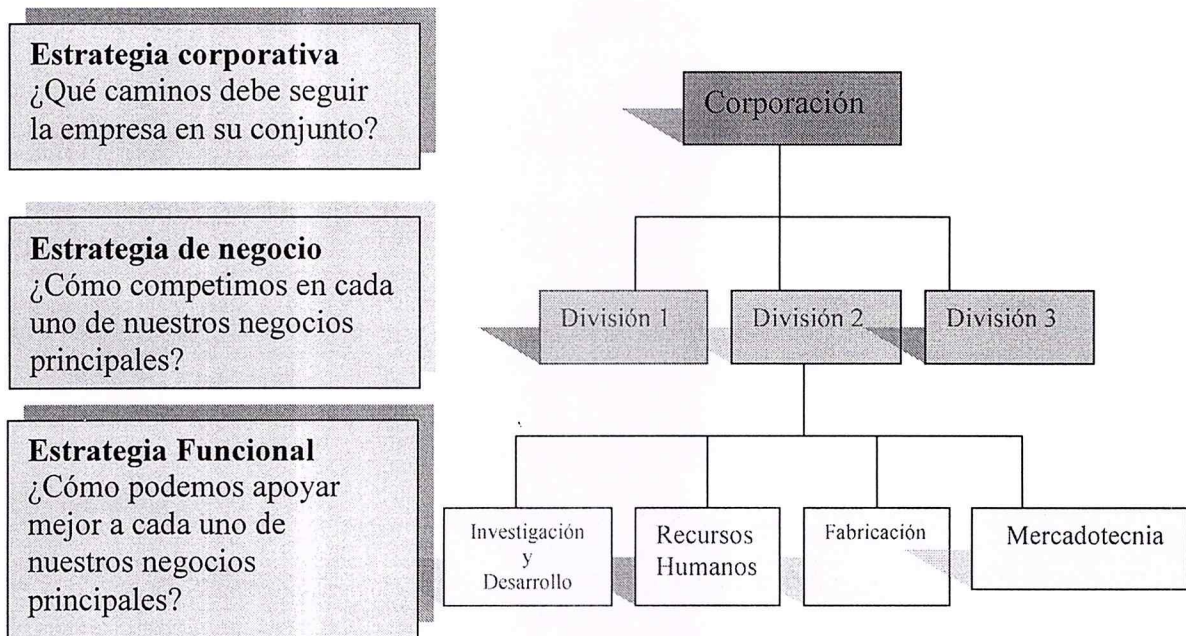 Estrategia corporativa
¿Qué caminos debe seguir
la empresa en su conjunto?
Corporación
Estrategia de negocio
¿Cómo competimos en cada
uno de nuestros negocios
principales?
División 1
División 2
División 3
Estrategia Funcional
¿Cómo podemos apoyar
mejor a cada uno de
nuestros negocios
principales?
Investigación
y
Desarrollo
Recursos
Humanos
Fabricación
Mercadotecnia